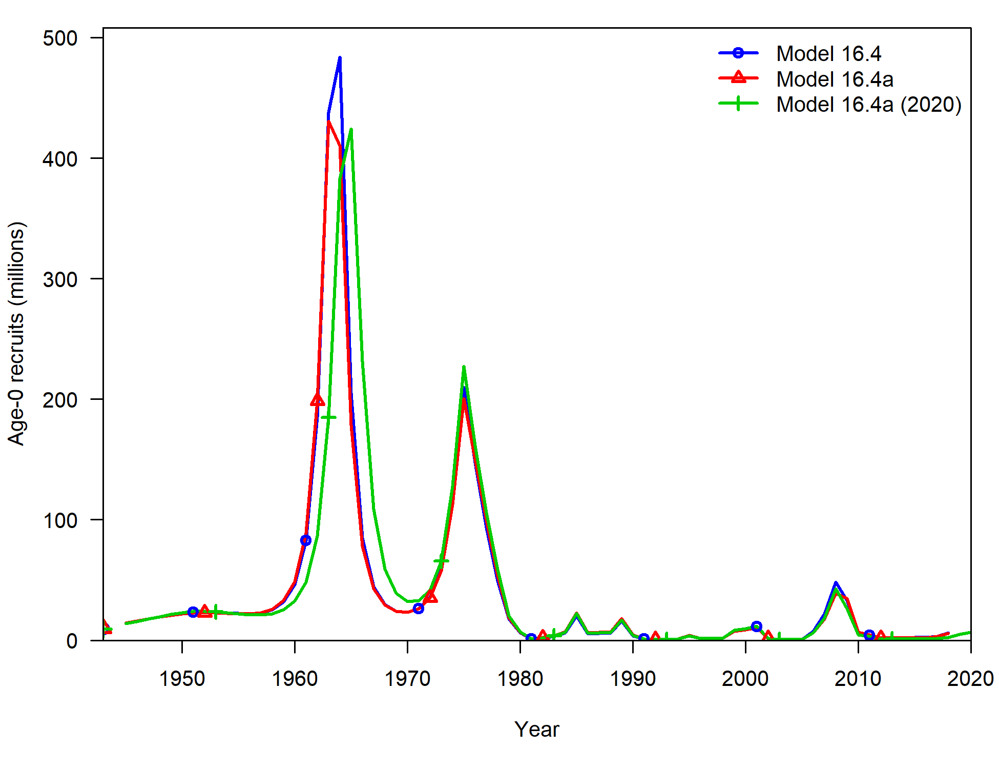 500
400
300
200
100
0
Age-0 recruits (millions)
Model 16.4
Model 16.4a
Model 16.4a (2020)
1950 1960 1970 1980 1990 2000 2010 2020
Year